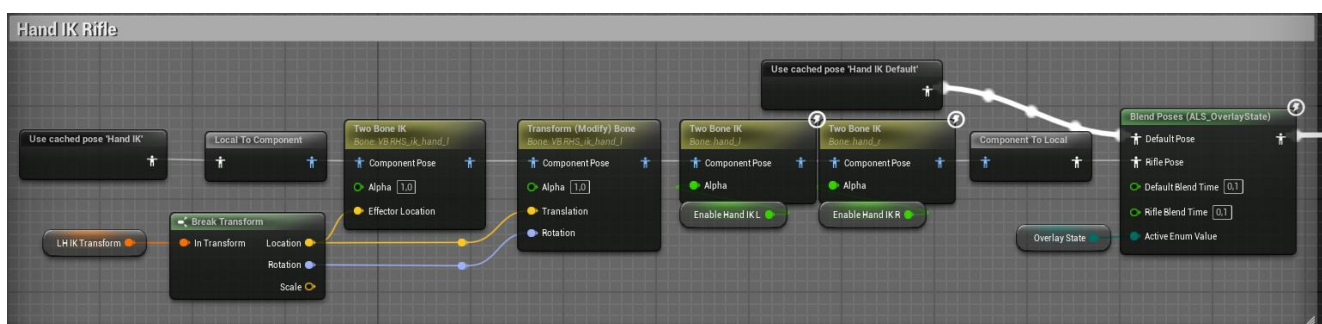 Hand IK Rifle
Use cached pose 'Hand IK Default'
Use cached pose 'Hand IK'
Local To Component
Two Bone IK
Bone: VB RHS_ik_hand_l
Component Pose
Alpha 1,0
Effector Location
Transform (Modify) Bone
Bone: VB RHS_ik_hand_l
Component Pose
Alpha 1,0
Translation
Rotation
Two Bone IK
Bone: hand_l
Component Pose
Alpha
Enable Hand IK L
Two Bone IK
Bone: hand_r
Component Pose
Alpha
Enable Hand IK R
Component To Local
Blend Poses (ALS_OverlayState)
Default Pose
Rifle Pose
Default Blend Time 0,1
Rifle Blend Time 0,1
Active Enum Value
Overlay State
LH IK Transform
Break Transform
In Transform Location
Rotation
Scale